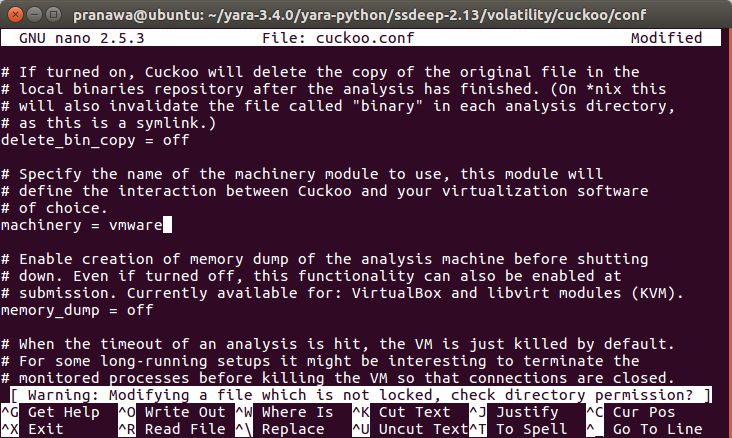 pranawa@ubuntu: ~/yara-3.4.0/yara-python/ssdeep-2.13/volatility/cuckoo/conf
GNU nano 2.5.3 File: cuckoo.conf Modified
# If turned on, Cuckoo will delete the copy of the original file in the
# local binaries repository after the analysis has finished. (On *nix this
# will also invalidate the file called "binary" in each analysis directory,
# as this is a symlink.)
delete_bin_copy = off
# Specify the name of the machinery module to use, this module will
# define the interaction between Cuckoo and your virtualization software
# of choice.
machinery = vmware
# Enable creation of memory dump of the analysis machine before shutting
# down. Even if turned off, this functionality can also be enabled at
# submission. Currently available for: VirtualBox and libvirt modules (KVM).
memory_dump = off
# When the timeout of an analysis is hit, the VM is just killed by default.
# For some long-running setups it might be interesting to terminate the
# monitored processes before killing the VM so that connections are closed.
[ Warning: Modifying a file which is not locked, check directory permission? ]
^G Get Help ^O Write Out ^W Where Is ^K Cut Text ^J Justify ^C Cur Pos
^X Exit ^R Read File ^\ Replace ^U Uncut Text ^T To Spell ^_ Go To Line